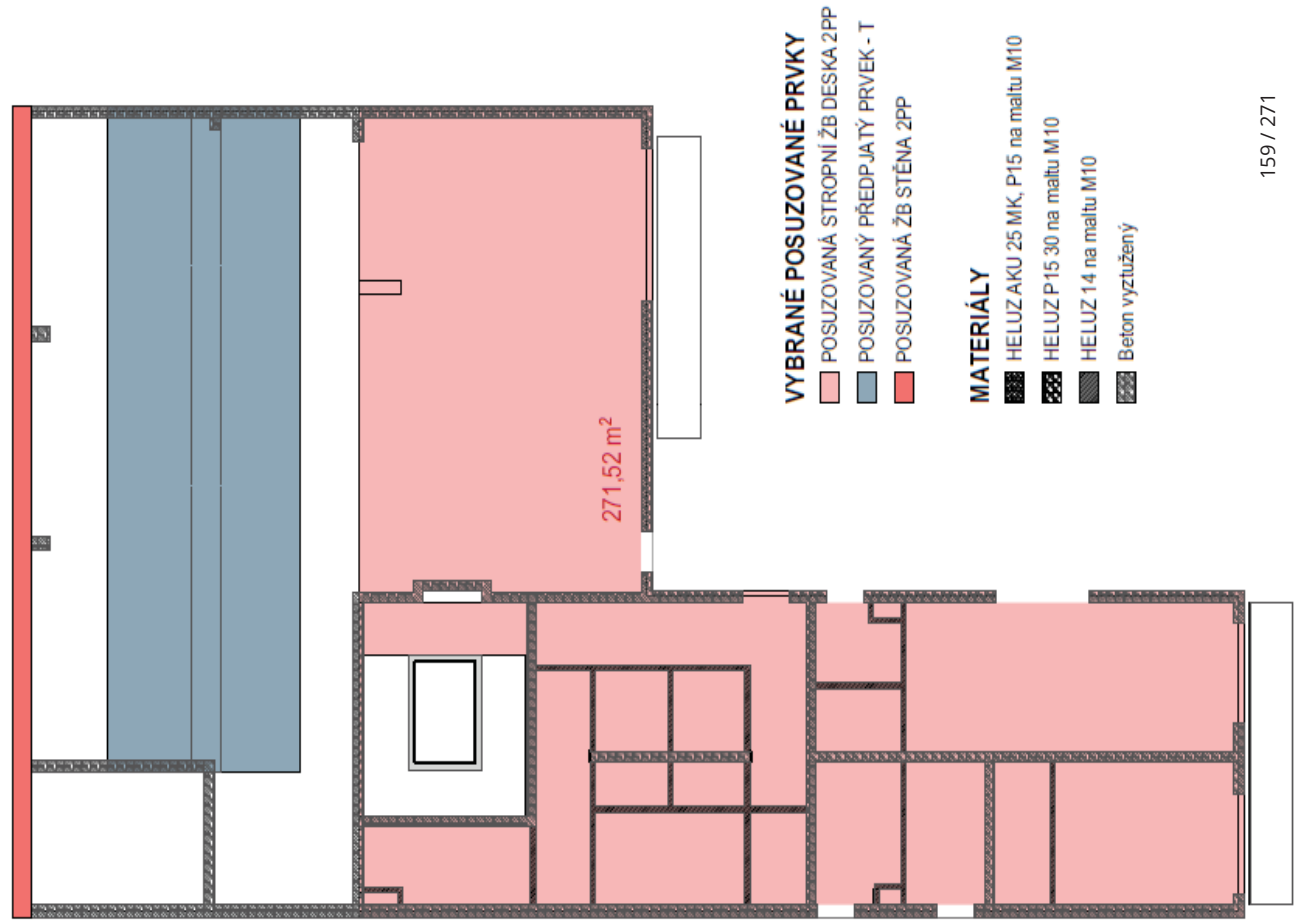 271,52 m²
VYBRANÉ POSUZOVANÉ PRVKY
POSUZOVANÁ STROPNÍ ŽB DESKA 2PP
POSUZOVANÝ PŘEDPJATÝ PRVEK - T
POSUZOVANÁ ŽB STĚNA 2PP
MATERIÁLY
HELUZ AKU 25 MK, P15 na maltu M10
HELUZ P15 30 na maltu M10
HELUZ 14 na maltu M10
Beton vyztužený
159 / 271